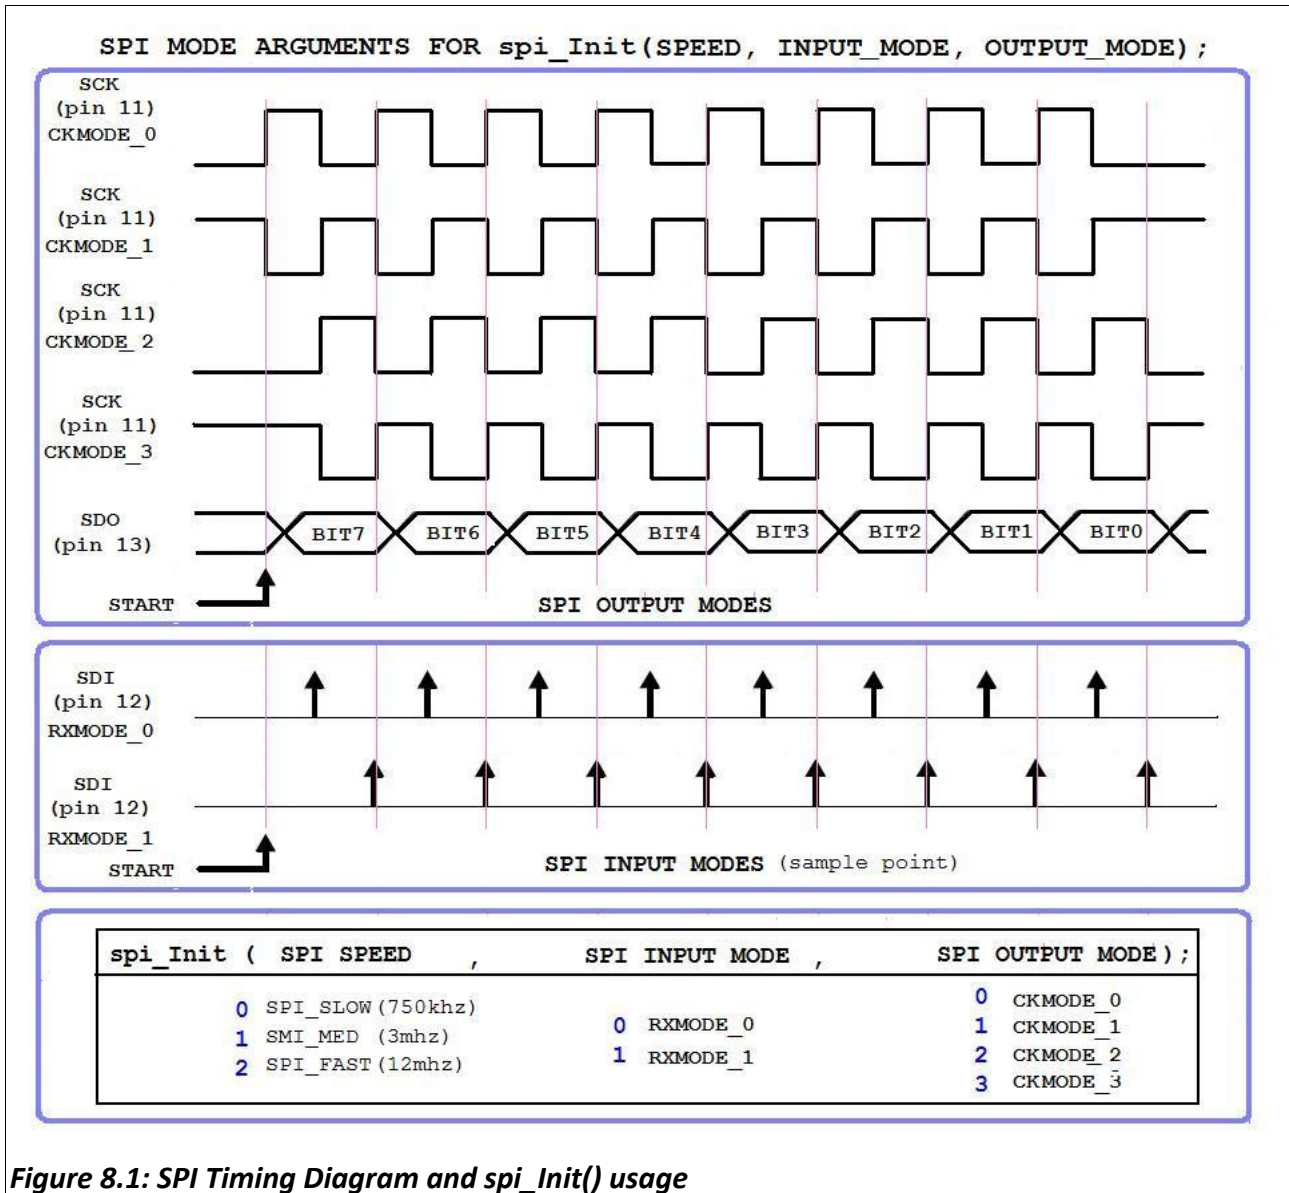 SPI MODE ARGUMENTS FOR spi_Init(SPEED, INPUT_MODE, OUTPUT_MODE);
SCK
(pin 11)
CKMODE_0
SCK
(pin 11)
CKMODE_1
SCK
(pin 11)
CKMODE_2
SCK
(pin 11)
CKMODE_3
SDO
(pin 13)
BIT7 BIT6 BIT5 BIT4 BIT3 BIT2 BIT1 BIT0
START
SPI OUTPUT MODES
SDI
(pin 12)
RXMODE_0
SDI
(pin 12)
RXMODE_1
START
SPI INPUT MODES (sample point)
spi_Init ( SPI SPEED , SPI INPUT MODE , SPI OUTPUT MODE);
0 SPI_SLOW(750khz)
1 SMI_MED (3mhz)
2 SPI_FAST(12mhz)
0 RXMODE_0
1 RXMODE_1
0 CKMODE_0
1 CKMODE_1
2 CKMODE_2
3 CKMODE_3
Figure 8.1: SPI Timing Diagram and spi_Init() usage